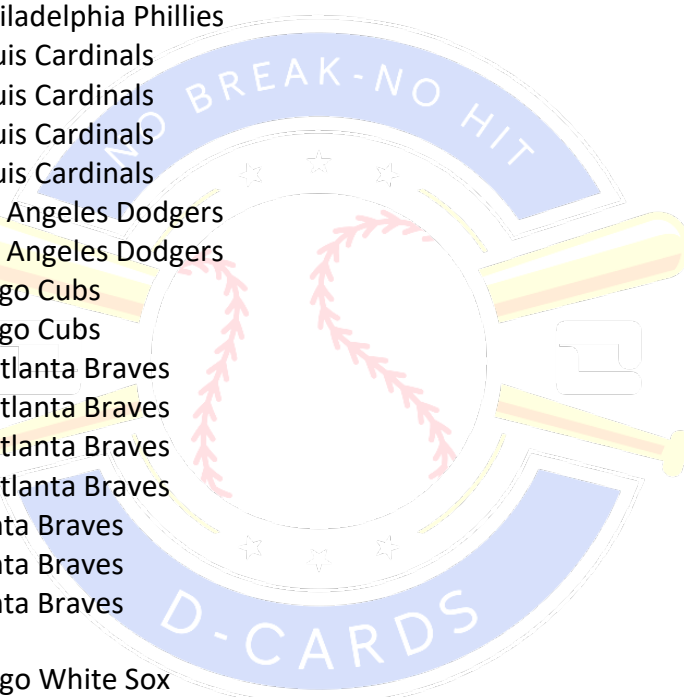 iladelphia Phillies
uis Cardinals
uis Cardinals
NO BREAK-NO HIT
uis Cardinals
uis Cardinals
Angeles Dodgers
Angeles Dodgers
go Cubs
go Cubs
tlanta Braves
tlanta Braves
tlanta Braves
tlanta Braves
ta Braves
ta Braves
ta Braves
D-CARDS
go White Sox